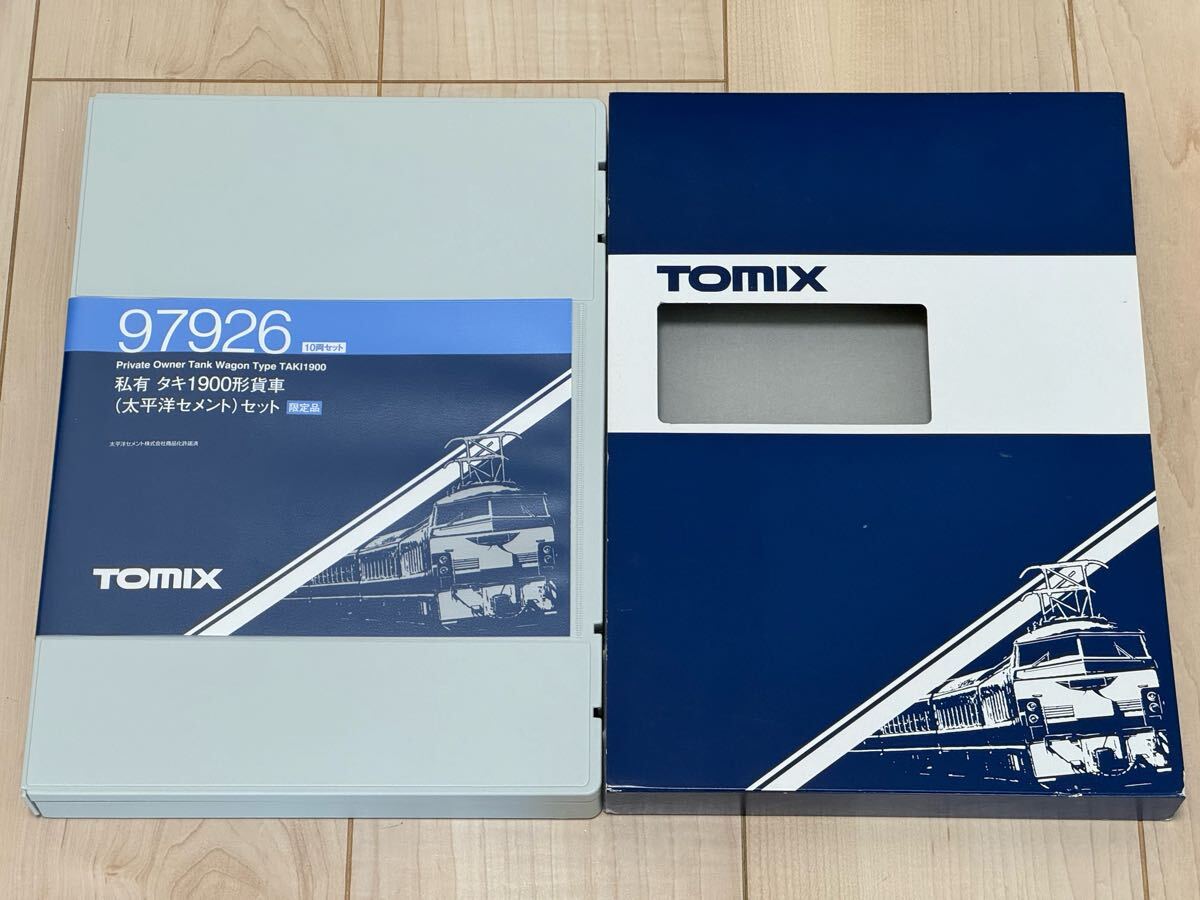 97926 10両セット
Private Owner Tank Wagon Type TAKI1900
私有 タキ1900形貨車
(太平洋セメント)セット 限定品
太平洋セメント株式会社商品化許諾済
TOMIX
TOMIX